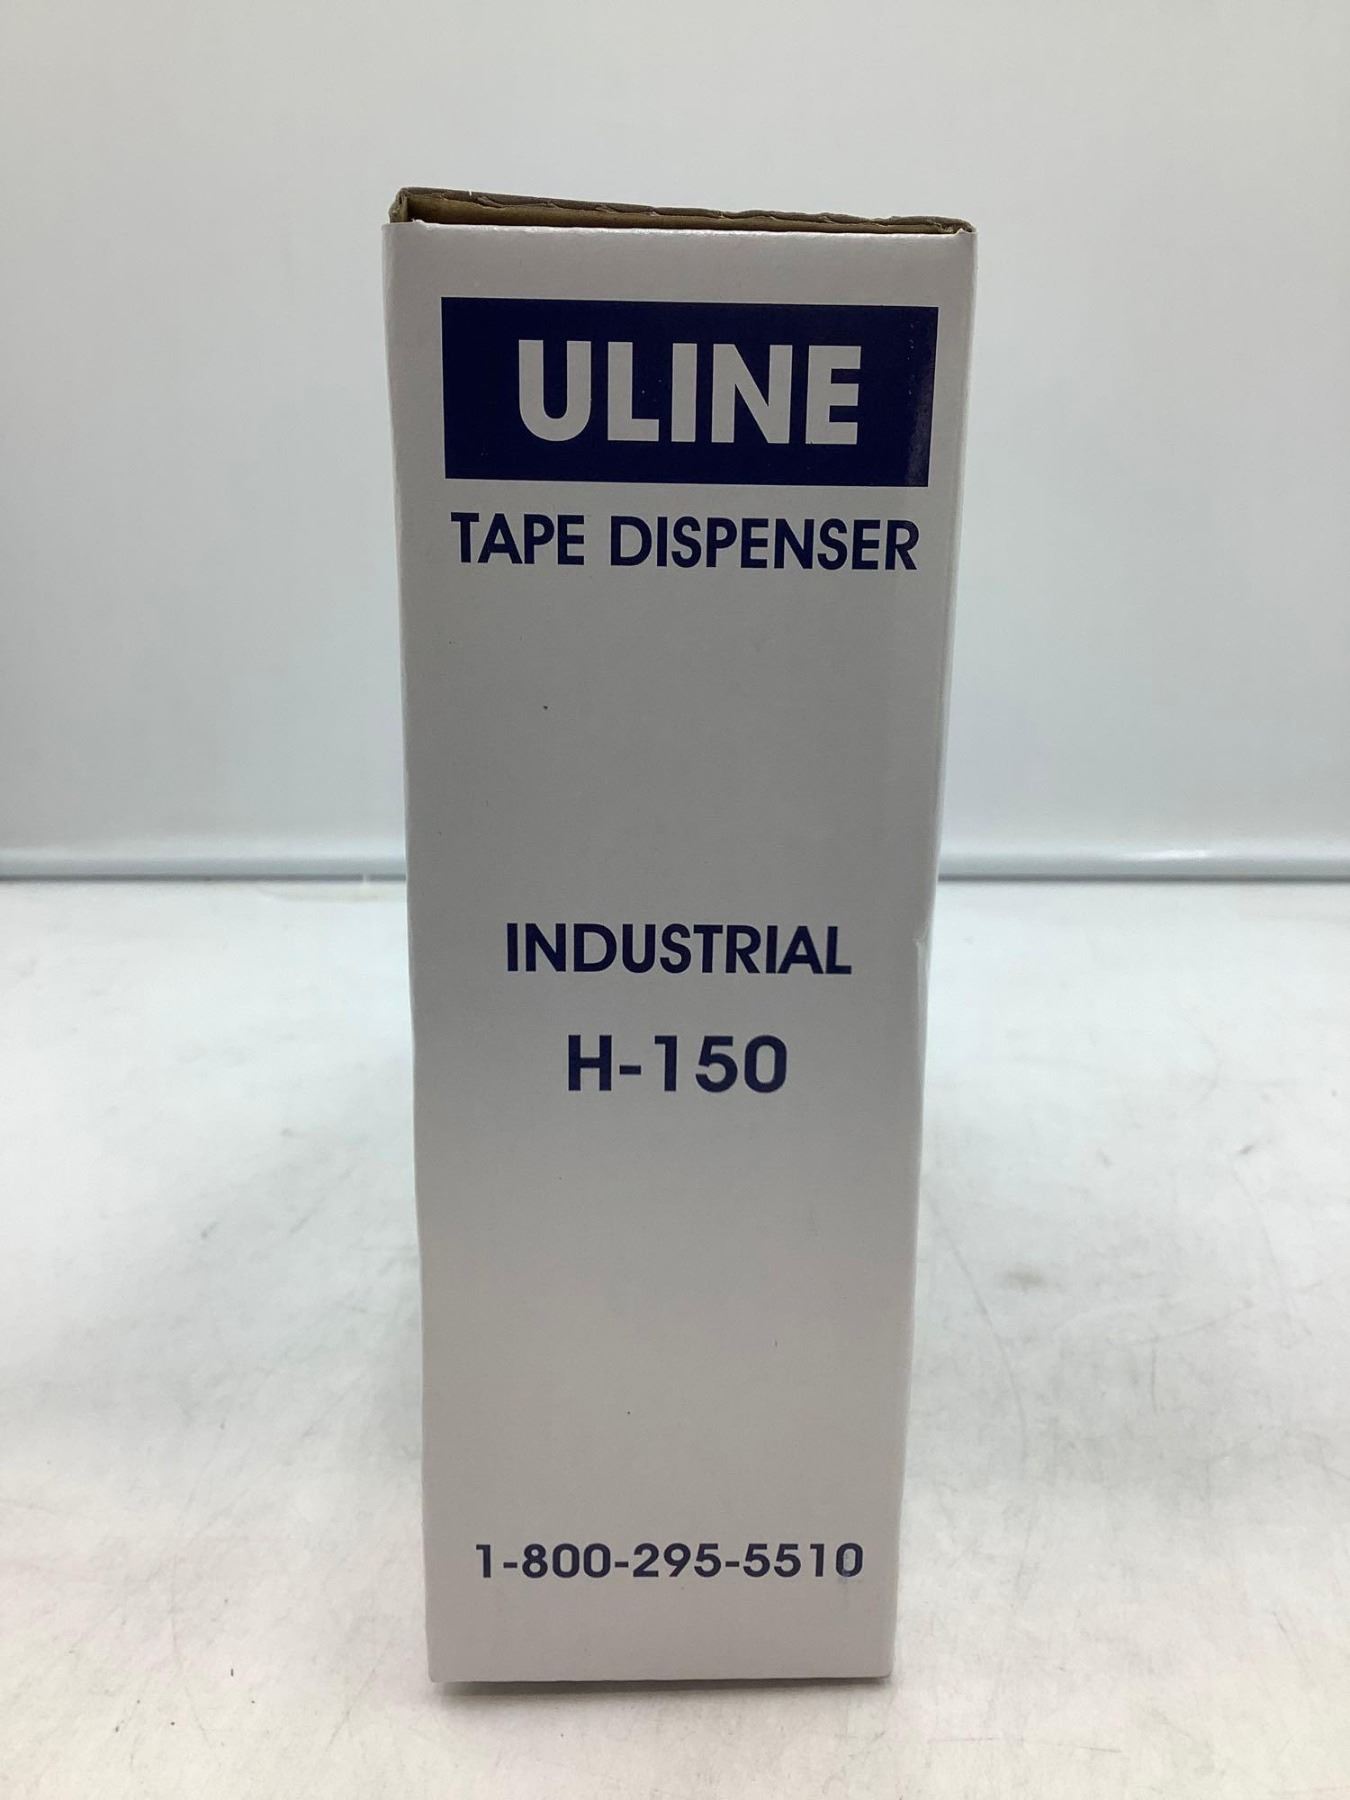 ULINE
TAPE DISPENSER
INDUSTRIAL
H-150
1-800-295-5510